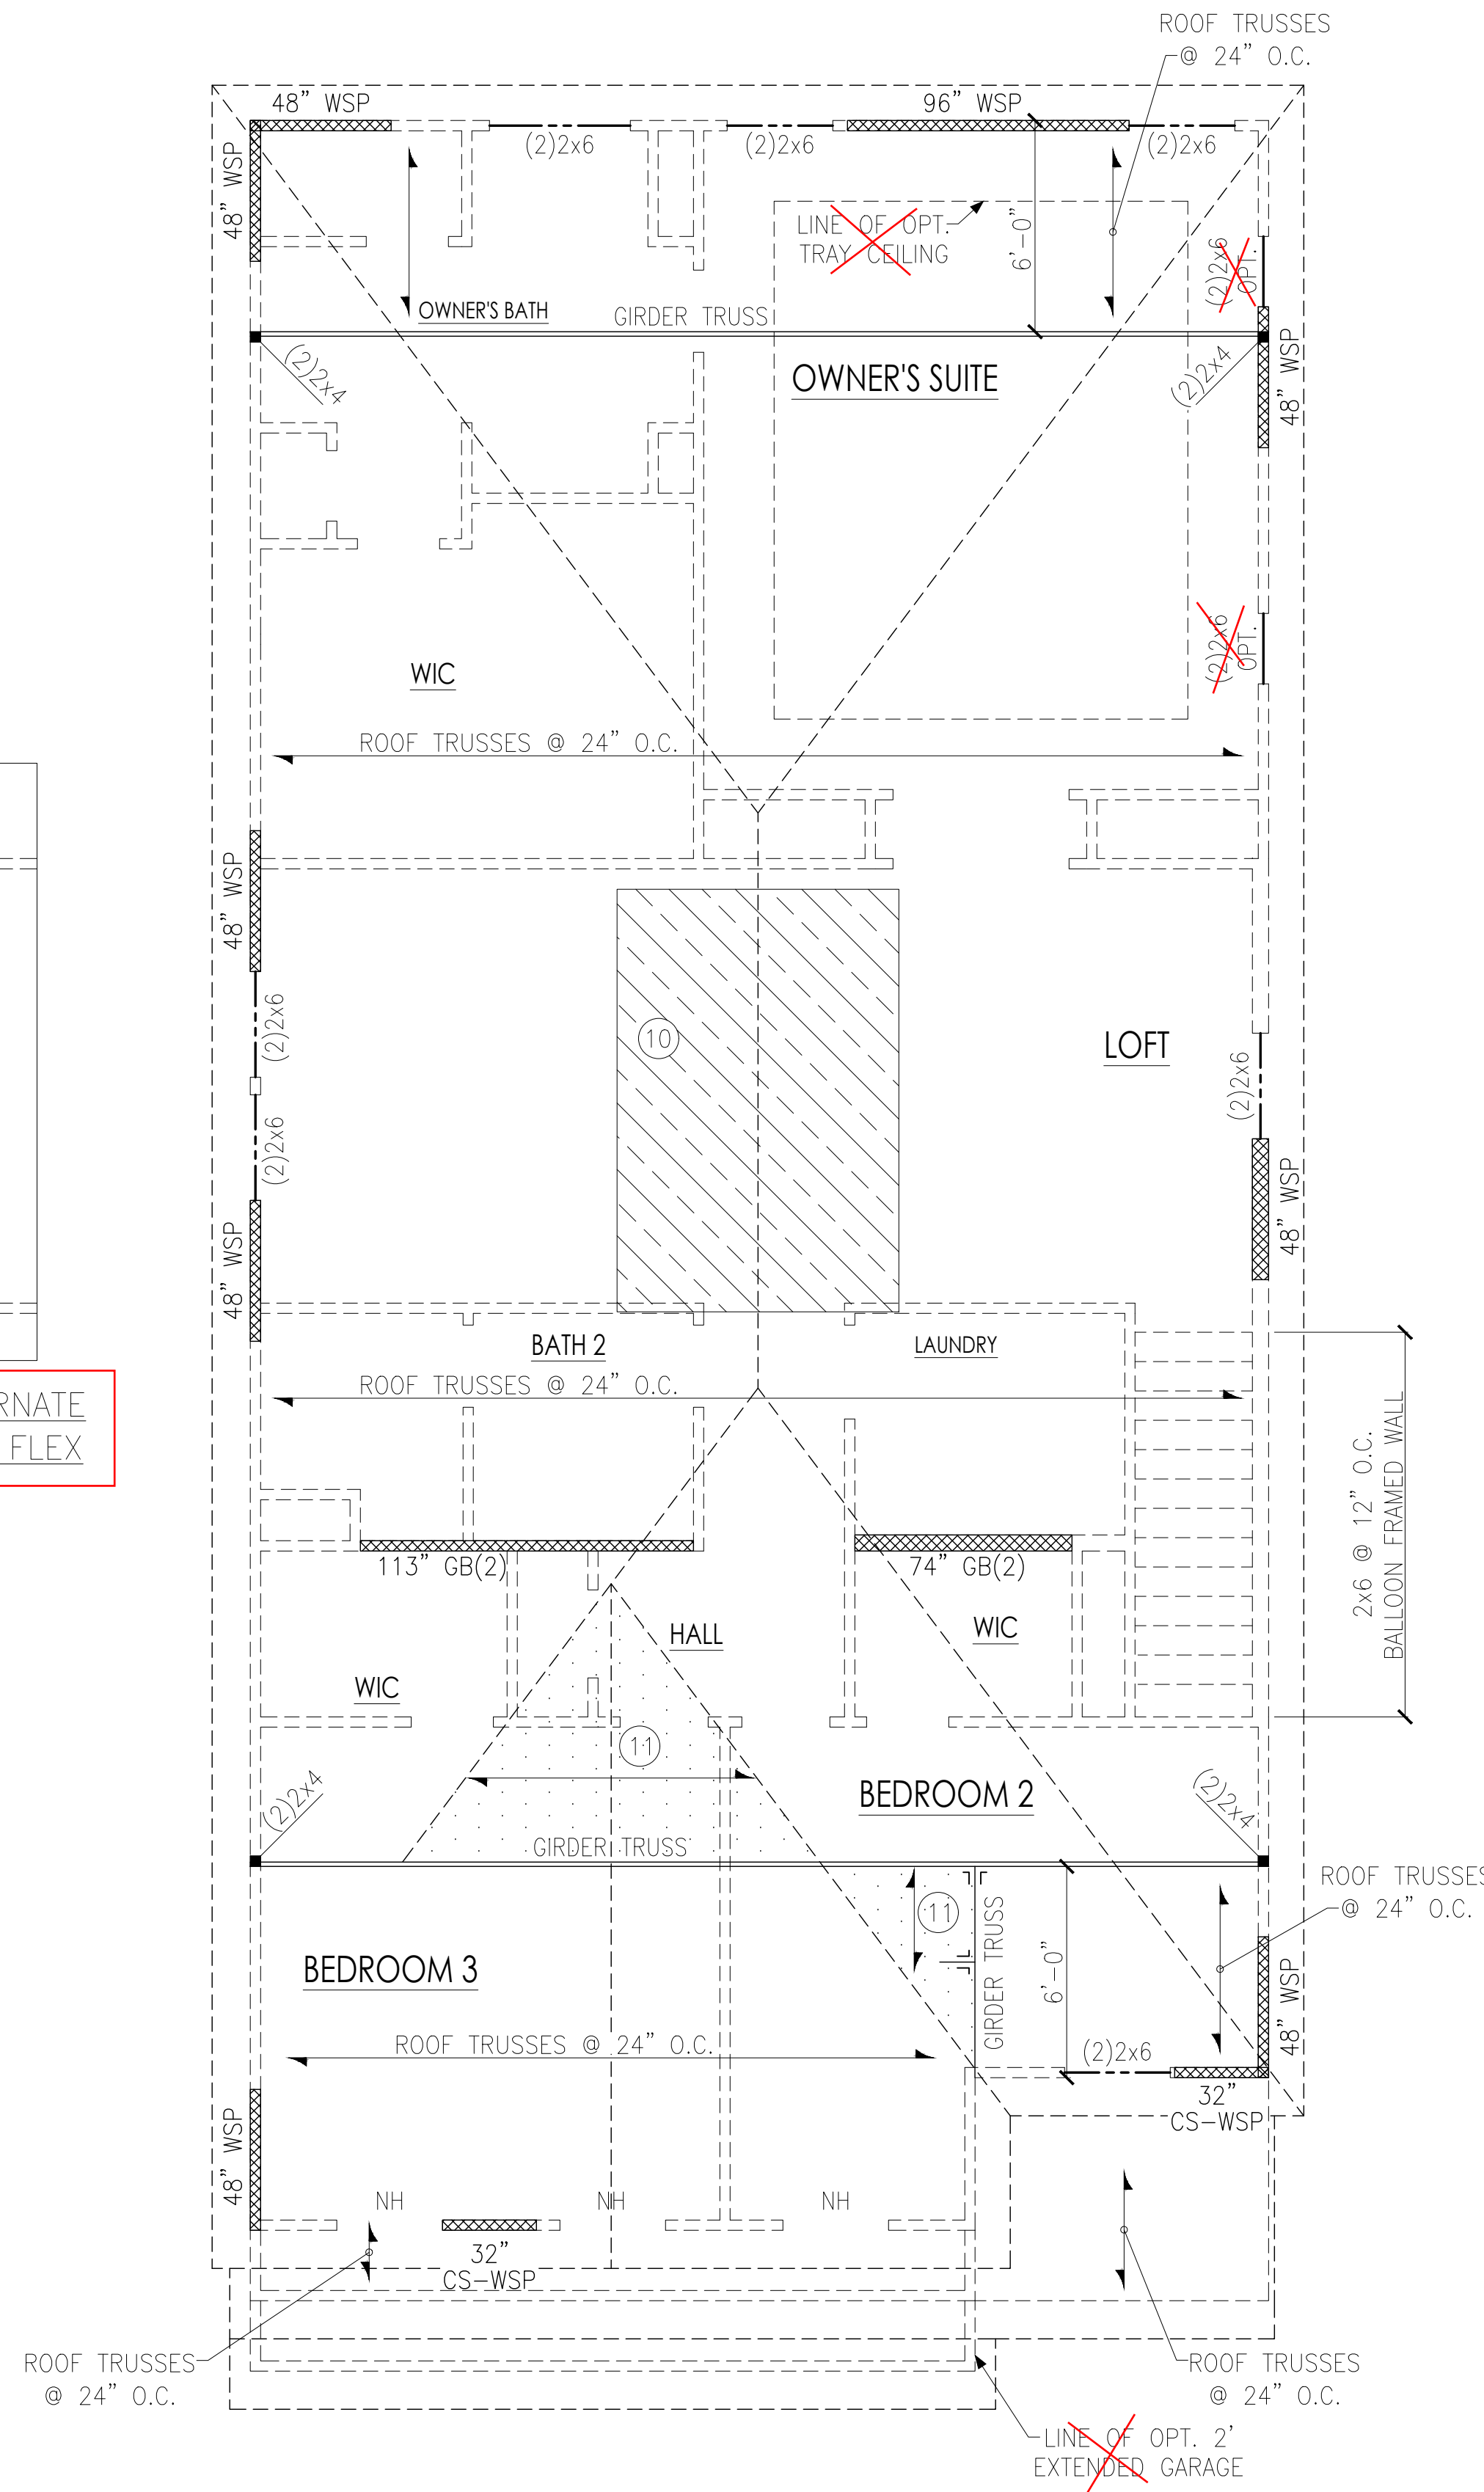 ROOF TRUSSES
@ 24" O.C.
48" WSP
96" WSP
48" WSP
(2)2x6
(2)2x6
(2)2x6
LINE OF OPT.
TRAY CEILING
6'-0"
(2)2x6
OPT.
OWNER'S BATH
GIRDER TRUSS
(2)2x4
OWNER'S SUITE
(2)2x4
48" WSP
(2)2x6
OPT.
WIC
ROOF TRUSSES @ 24" O.C.
48" WSP
(2)2x6
10
LOFT
(2)2x6
(2)2x6
48" WSP
48" WSP
BATH 2
LAUNDRY
ROOF TRUSSES @ 24" O.C.
RNATE
FLEX
2x6 @ 12" O.C.
BALLOON FRAMED WALL
113" GB(2)
74" GB(2)
HALL
WIC
WIC
11
(2)2x4
BEDROOM 2
(2)2x4
GIRDER TRUSS
ROOF TRUSSES
@ 24" O.C.
11
GIRDER TRUSS
6'-0"
BEDROOM 3
48" WSP
ROOF TRUSSES @ 24" O.C.
(2)2x6
32"
CS-WSP
48" WSP
NH
NH
NH
32"
CS-WSP
ROOF TRUSSES
@ 24" O.C.
ROOF TRUSSES
@ 24" O.C.
LINE OF OPT. 2'
EXTENDED GARAGE